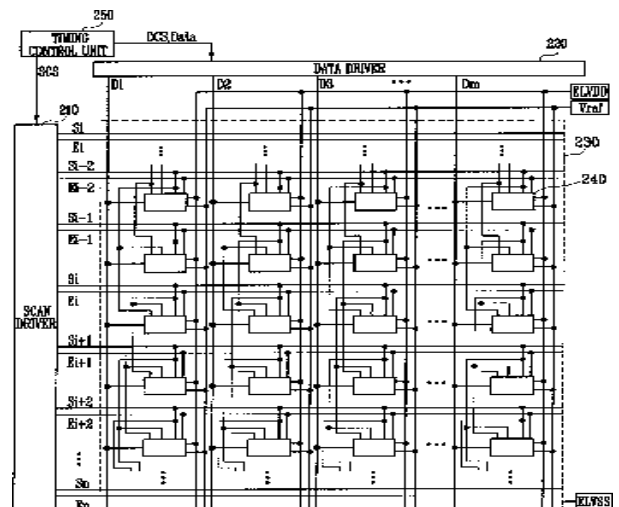 250
TIMING
CONTROL UNIT
DCS,Data
220
SCS
DATA DRIVER
D1 D2 D3 Dm
ELVDD
Vref
210
S1
E1
230
Si-2
Ei-2
240
Si-1
Ei-1
Si
Ei
SCAN
DRIVER
Si+1
Ei+1
Si+2
Ei+2
Sn
En
ELVSS